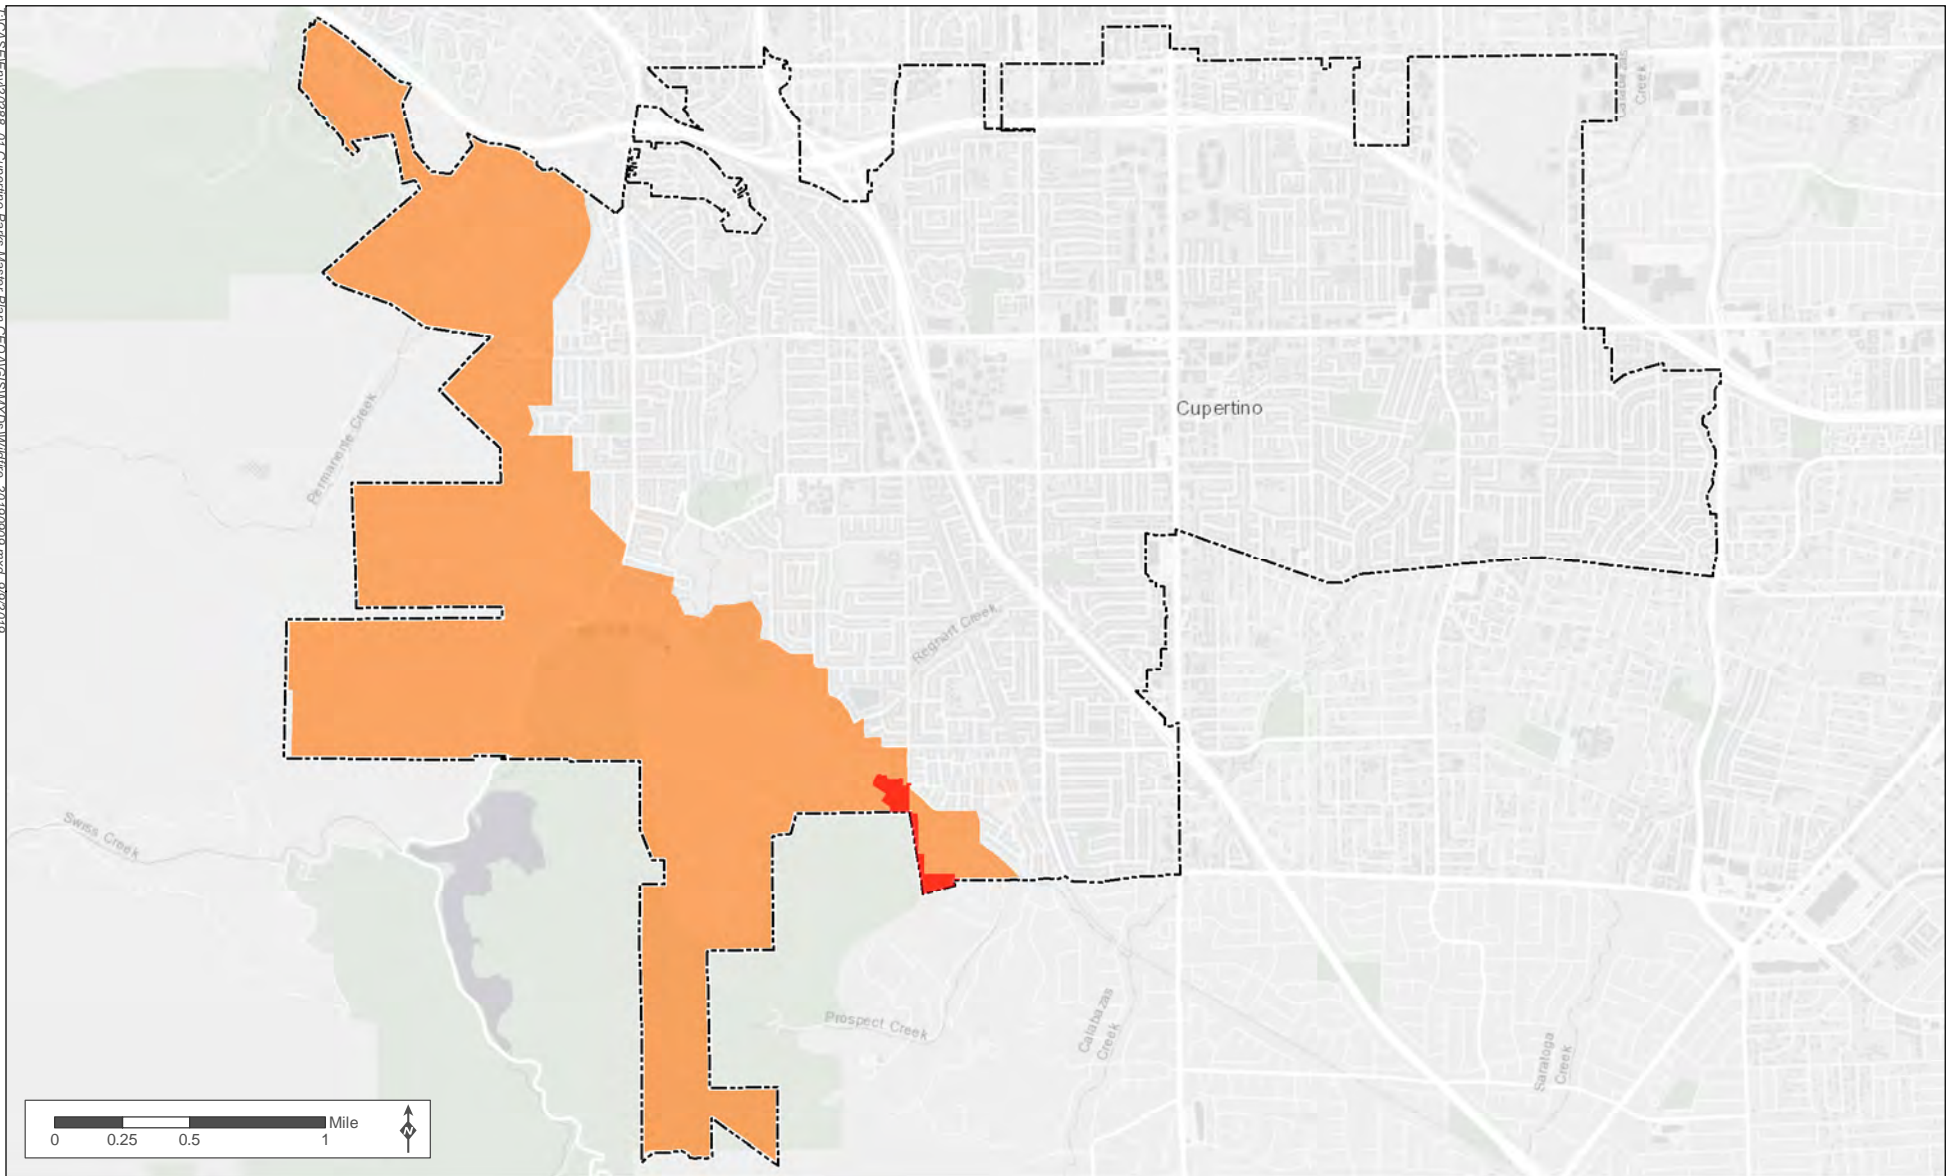 Creek
Cupertino
Permanente Creek
Regnart Creek
Swiss Creek
Prospect Creek
Calabazas
Creek
Saratoga
Creek
Mile
0 0.25 0.5 1
N